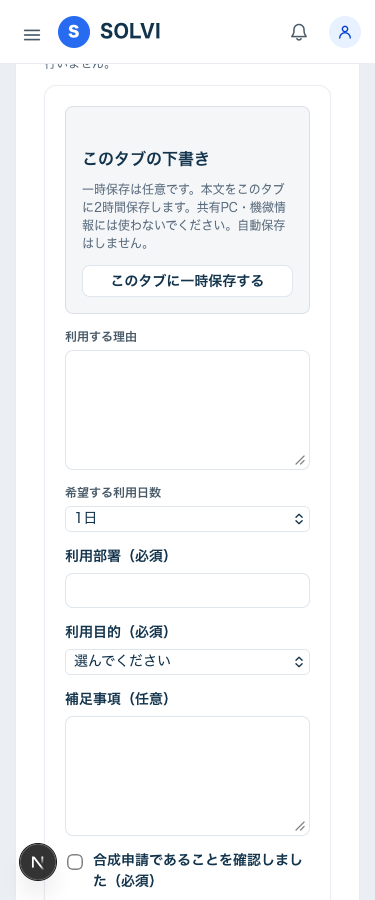 SOLVI
行いません。
このタブの下書き
一時保存は任意です。本文をこのタブ
に2時間保存します。共有PC・機微情
報には使わないでください。自動保存
はしません。
このタブに一時保存する
利用する理由
希望する利用日数
1日
利用部署（必須）
利用目的（必須）
選んでください
補足事項（任意）
合成申請であることを確認しまし
た（必須）
S
N